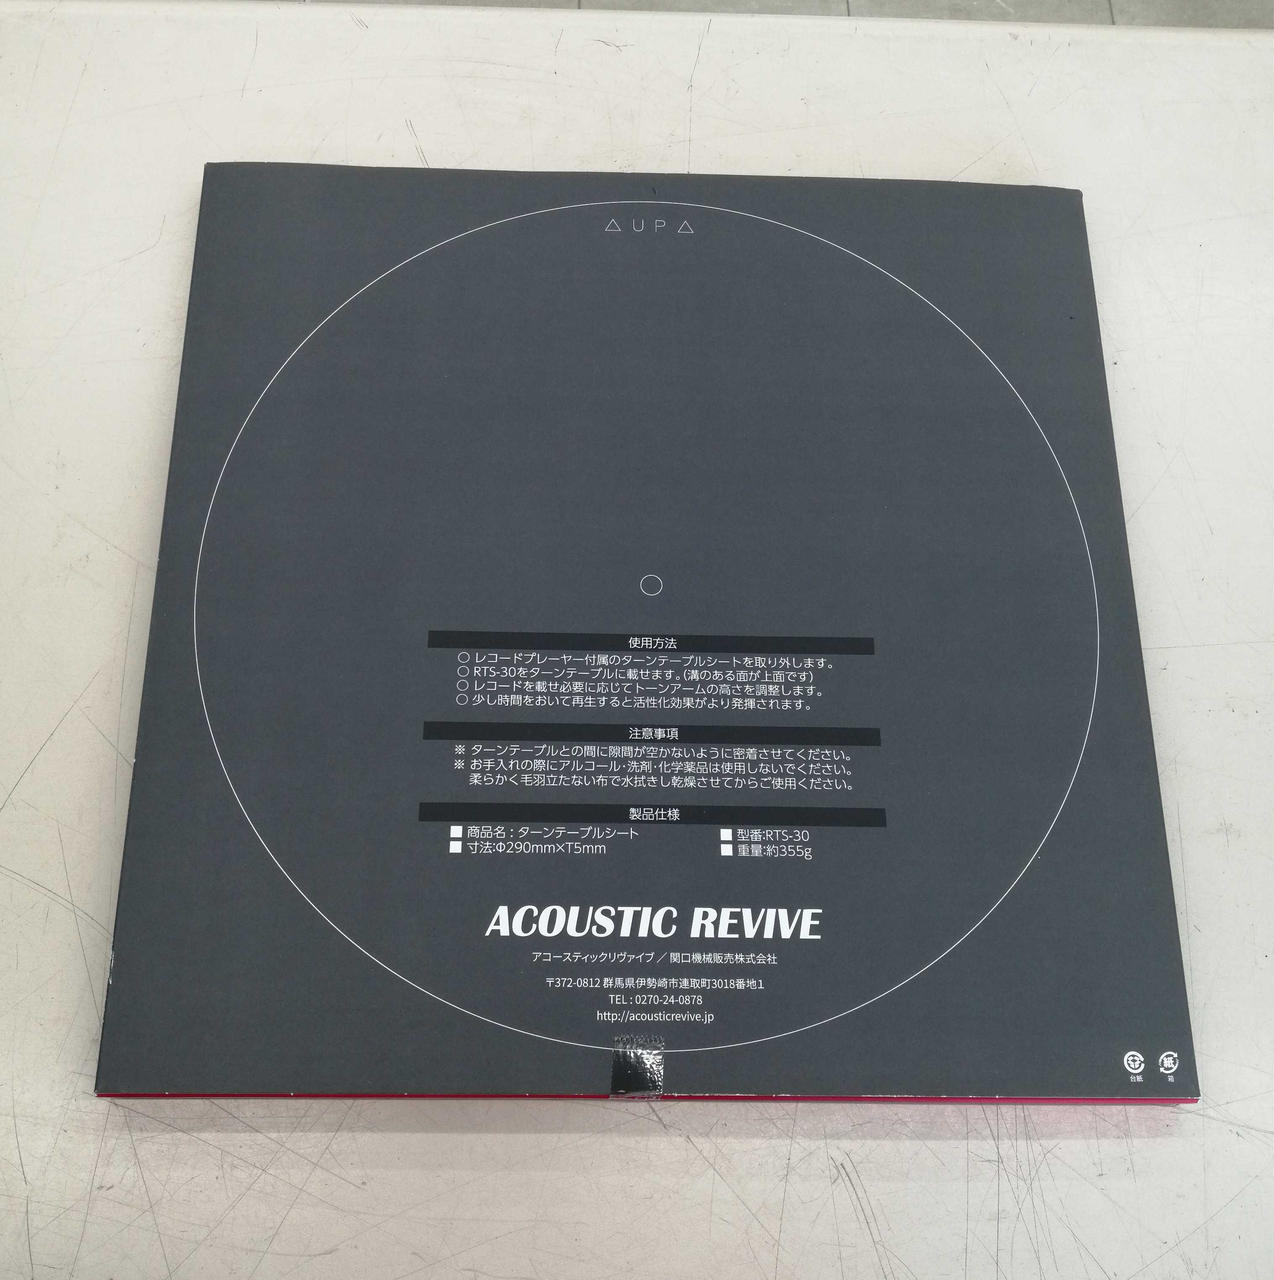 △ U P △
使用方法
○ レコードプレーヤー付属のターンテーブルシートを取り外します。
○ RTS-30をターンテーブルに載せます。(溝のある面が上面です)
○ レコードを載せ必要に応じてトーンアームの高さを調整します。
○ 少し時間をおいて再生すると活性化効果がより発揮されます。
注意事項
※ ターンテーブルとの間に隙間が空かないように密着させてください。
※ お手入れの際にアルコール・洗剤・化学薬品は使用しないでください。
柔らかく毛羽立たない布で水拭きし乾燥させてからご使用ください。
製品仕様
■ 商品名：ターンテーブルシート ■ 型番:RTS-30
■ 寸法:Φ290mm×T5mm ■ 重量:約355g
ACOUSTIC REVIVE
アコースティックリヴァイブ ／ 関口機械販売株式会社
〒372-0812 群馬県伊勢崎市連取町3018番地1
TEL : 0270-24-0878
http://acousticrevive.jp
紙
台紙 箱